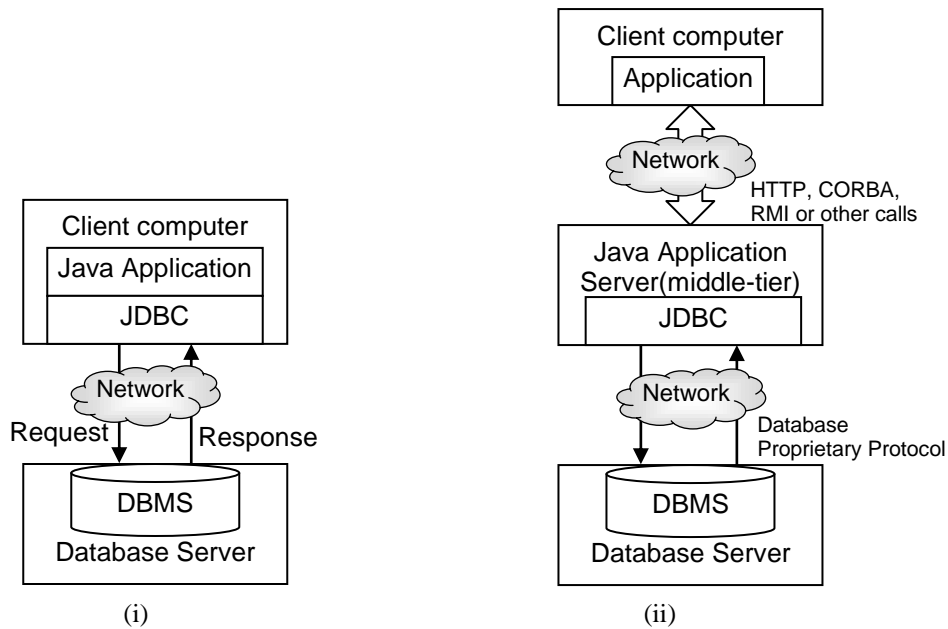 Client computer
Java Application
JDBC
Network
Request
Response
DBMS
Database Server
(i)
Client computer
Application
Network
HTTP, CORBA,
RMI or other calls
Java Application
Server(middle-tier)
JDBC
Network
Database
Proprietary Protocol
DBMS
Database Server
(ii)